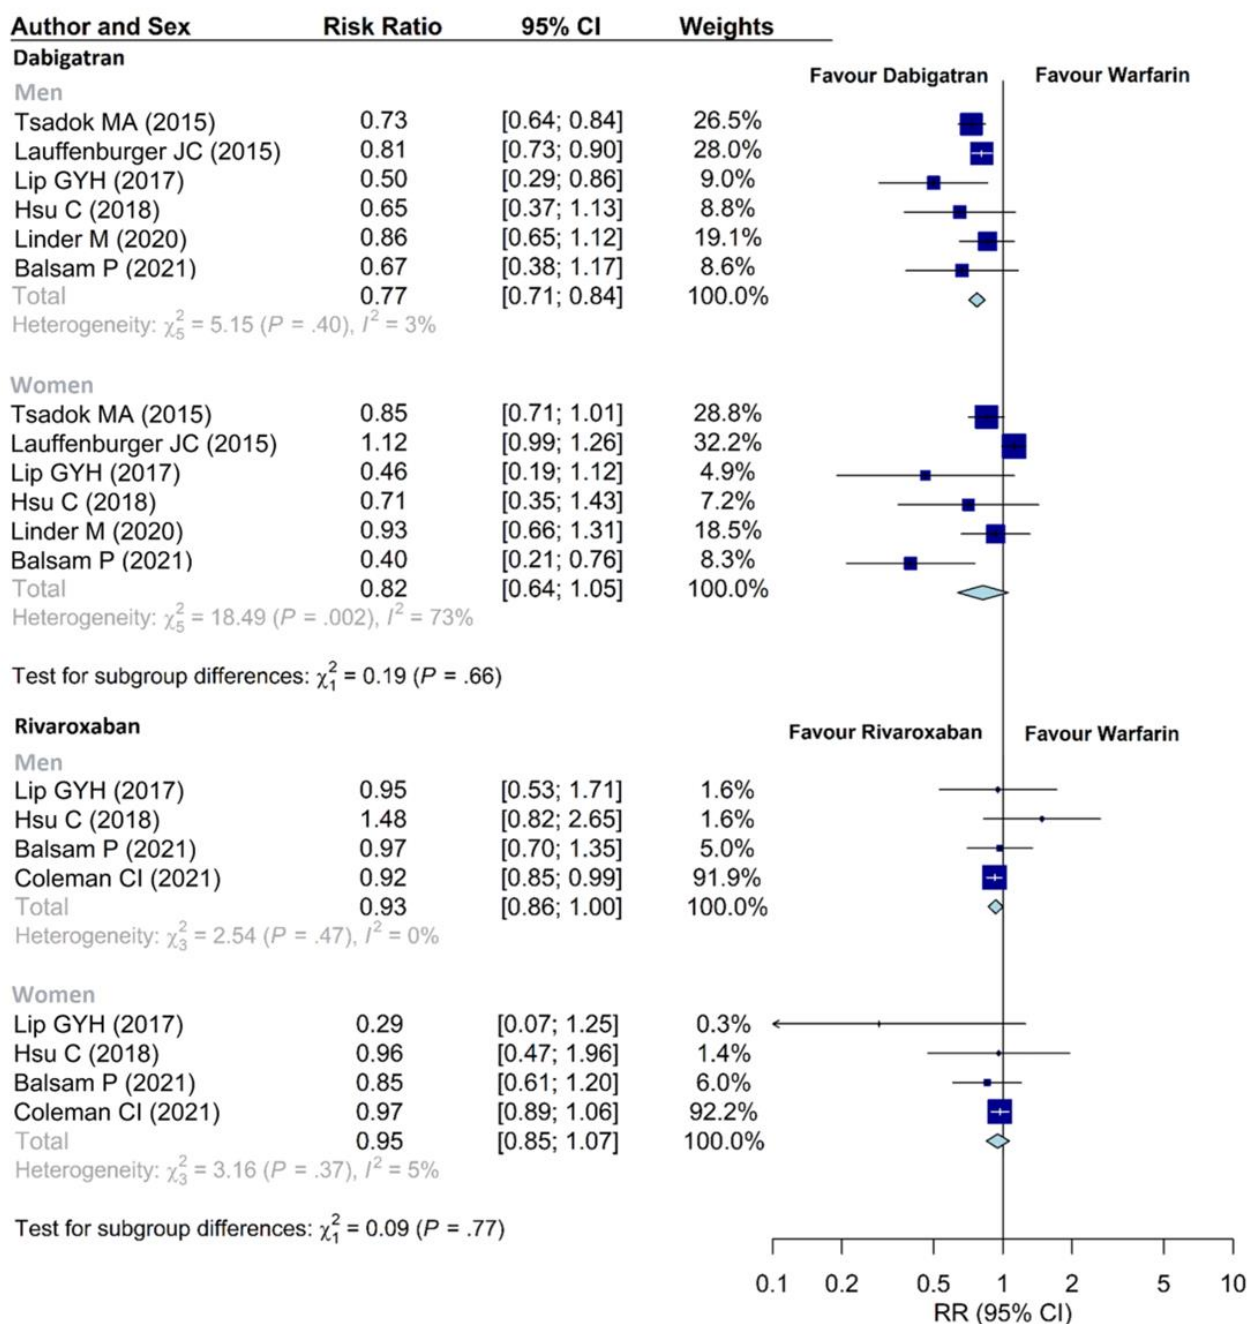 Author and Sex Risk Ratio 95% CI Weights
Dabigatran
Favour Dabigatran Favour Warfarin
Men
Tsadok MA (2015) 0.73 [0.64; 0.84] 26.5%
Lauffenburger JC (2015) 0.81 [0.73; 0.90] 28.0%
Lip GYH (2017) 0.50 [0.29; 0.86] 9.0%
Hsu C (2018) 0.65 [0.37; 1.13] 8.8%
Linder M (2020) 0.86 [0.65; 1.12] 19.1%
Balsam P (2021) 0.67 [0.38; 1.17] 8.6%
Total 0.77 [0.71; 0.84] 100.0%
Heterogeneity: χ²₅ = 5.15 (P = .40), I² = 3%
Women
Tsadok MA (2015) 0.85 [0.71; 1.01] 28.8%
Lauffenburger JC (2015) 1.12 [0.99; 1.26] 32.2%
Lip GYH (2017) 0.46 [0.19; 1.12] 4.9%
Hsu C (2018) 0.71 [0.35; 1.43] 7.2%
Linder M (2020) 0.93 [0.66; 1.31] 18.5%
Balsam P (2021) 0.40 [0.21; 0.76] 8.3%
Total 0.82 [0.64; 1.05] 100.0%
Heterogeneity: χ²₅ = 18.49 (P = .002), I² = 73%
Test for subgroup differences: χ²₁ = 0.19 (P = .66)
Rivaroxaban
Favour Rivaroxaban Favour Warfarin
Men
Lip GYH (2017) 0.95 [0.53; 1.71] 1.6%
Hsu C (2018) 1.48 [0.82; 2.65] 1.6%
Balsam P (2021) 0.97 [0.70; 1.35] 5.0%
Coleman CI (2021) 0.92 [0.85; 0.99] 91.9%
Total 0.93 [0.86; 1.00] 100.0%
Heterogeneity: χ²₃ = 2.54 (P = .47), I² = 0%
Women
Lip GYH (2017) 0.29 [0.07; 1.25] 0.3%
Hsu C (2018) 0.96 [0.47; 1.96] 1.4%
Balsam P (2021) 0.85 [0.61; 1.20] 6.0%
Coleman CI (2021) 0.97 [0.89; 1.06] 92.2%
Total 0.95 [0.85; 1.07] 100.0%
Heterogeneity: χ²₃ = 3.16 (P = .37), I² = 5%
Test for subgroup differences: χ²₁ = 0.09 (P = .77)
0.1 0.2 0.5 1 2 5 10
RR (95% CI)